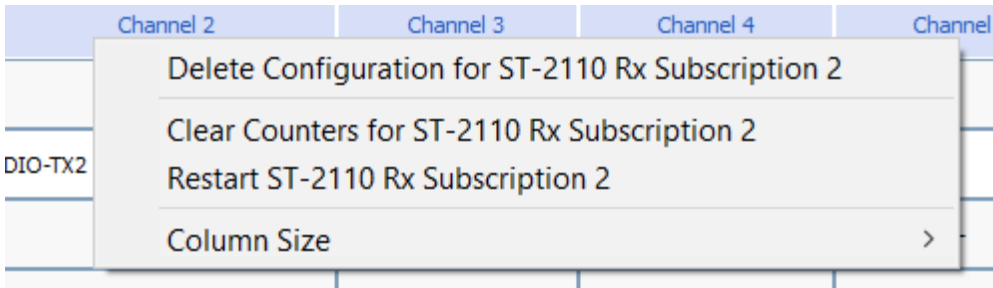 Channel 2
Channel 3
Channel 4
Channel
Delete Configuration for ST-2110 Rx Subscription 2
Clear Counters for ST-2110 Rx Subscription 2
DIO-TX2
Restart ST-2110 Rx Subscription 2
Column Size